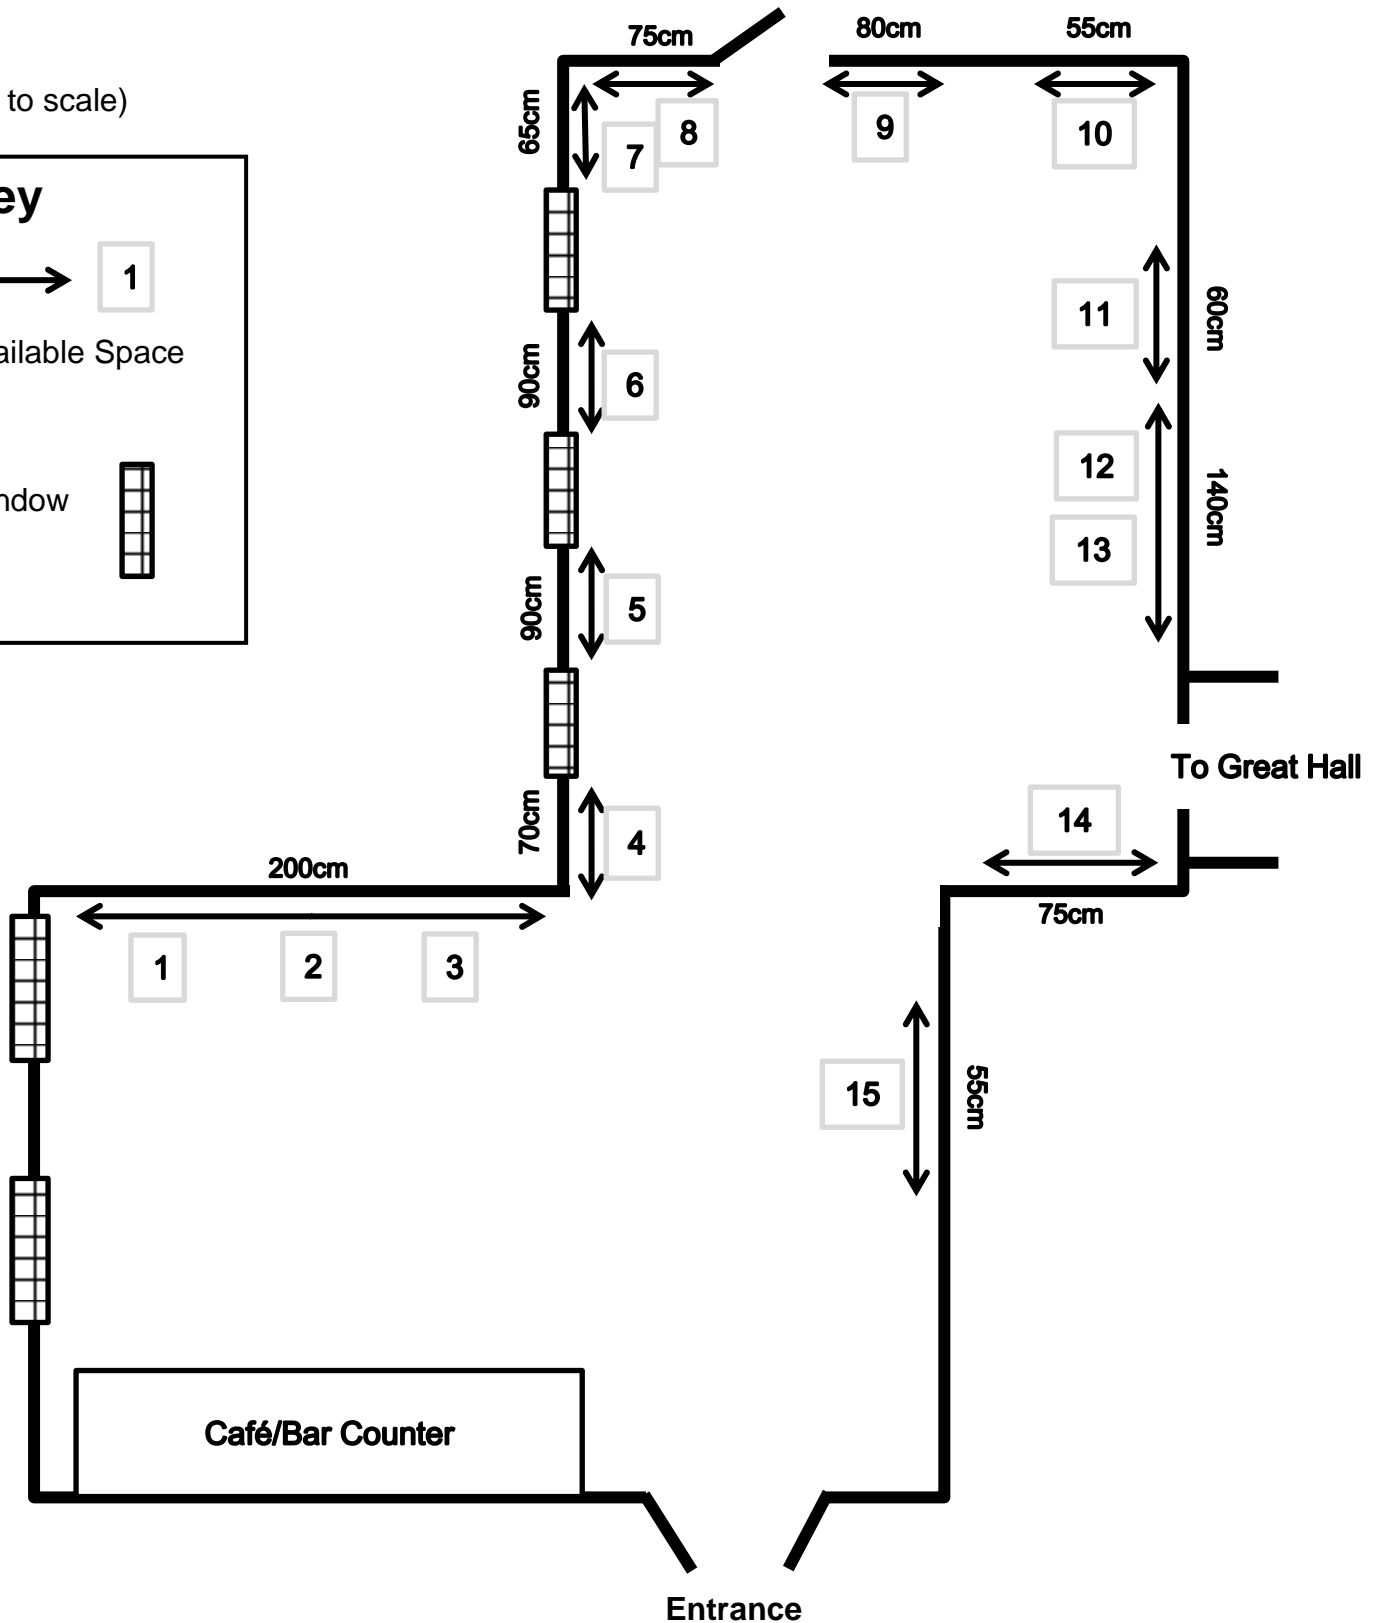 75cm
80cm
55cm
to scale)
65cm
7
8
9
10
ey
1
ailable Space
ndow
90cm
6
11
60cm
12
140cm
13
90cm
5
To Great Hall
70cm
4
14
200cm
75cm
1
2
3
15
55cm
Café/Bar Counter
Entrance